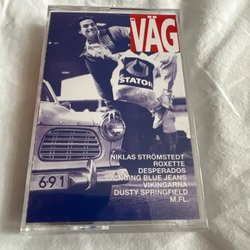 VÄG
STATOIL
691
NIKLAS STRÖMSTEDT
ROXETTE
DESPERADOS
SWINGING BLUE JEANS
VIKINGARNA
DUSTY SPRINGFIELD
M.FL.